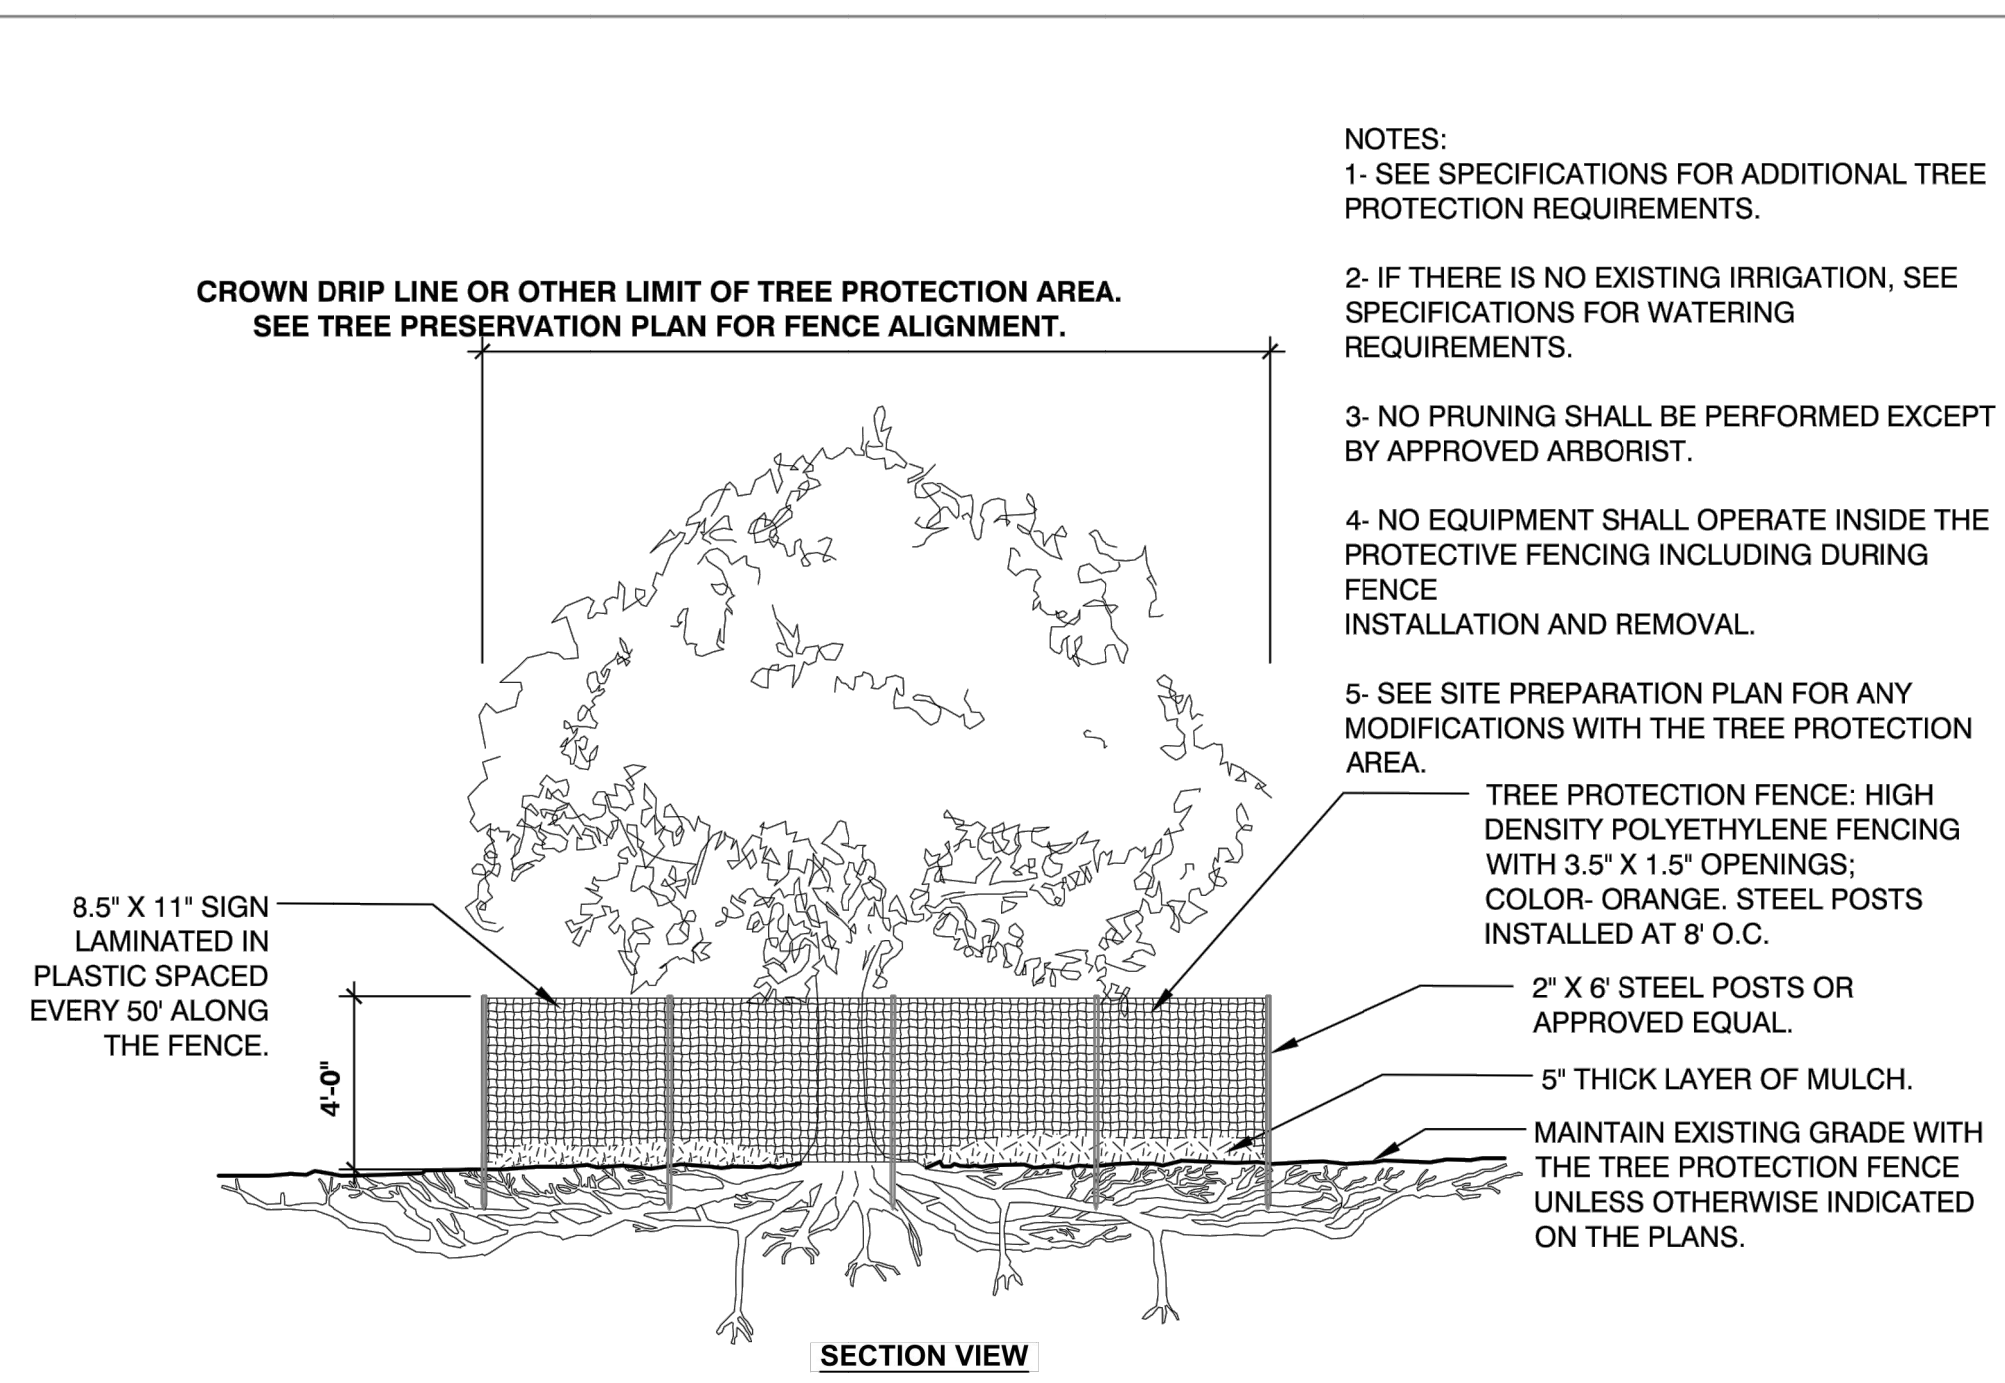 NOTES:
1- SEE SPECIFICATIONS FOR ADDITIONAL TREE
PROTECTION REQUIREMENTS.
2- IF THERE IS NO EXISTING IRRIGATION, SEE
SPECIFICATIONS FOR WATERING
REQUIREMENTS.
3- NO PRUNING SHALL BE PERFORMED EXCEPT
BY APPROVED ARBORIST.
4- NO EQUIPMENT SHALL OPERATE INSIDE THE
PROTECTIVE FENCING INCLUDING DURING
FENCE
INSTALLATION AND REMOVAL.
5- SEE SITE PREPARATION PLAN FOR ANY
MODIFICATIONS WITH THE TREE PROTECTION
AREA.
CROWN DRIP LINE OR OTHER LIMIT OF TREE PROTECTION AREA.
SEE TREE PRESERVATION PLAN FOR FENCE ALIGNMENT.
TREE PROTECTION FENCE: HIGH
DENSITY POLYETHYLENE FENCING
WITH 3.5" X 1.5" OPENINGS;
COLOR- ORANGE. STEEL POSTS
INSTALLED AT 8' O.C.
8.5" X 11" SIGN
LAMINATED IN
PLASTIC SPACED
EVERY 50' ALONG
THE FENCE.
4'-0"
2" X 6' STEEL POSTS OR
APPROVED EQUAL.
5" THICK LAYER OF MULCH.
MAINTAIN EXISTING GRADE WITH
THE TREE PROTECTION FENCE
UNLESS OTHERWISE INDICATED
ON THE PLANS.
SECTION VIEW